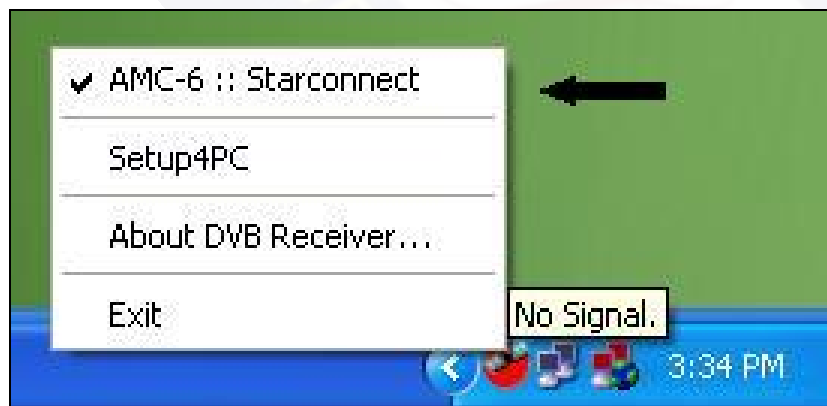 AMC-6 :: Starconnect
Setup4PC
About DVB Receiver...
Exit
No Signal.
3:34 PM